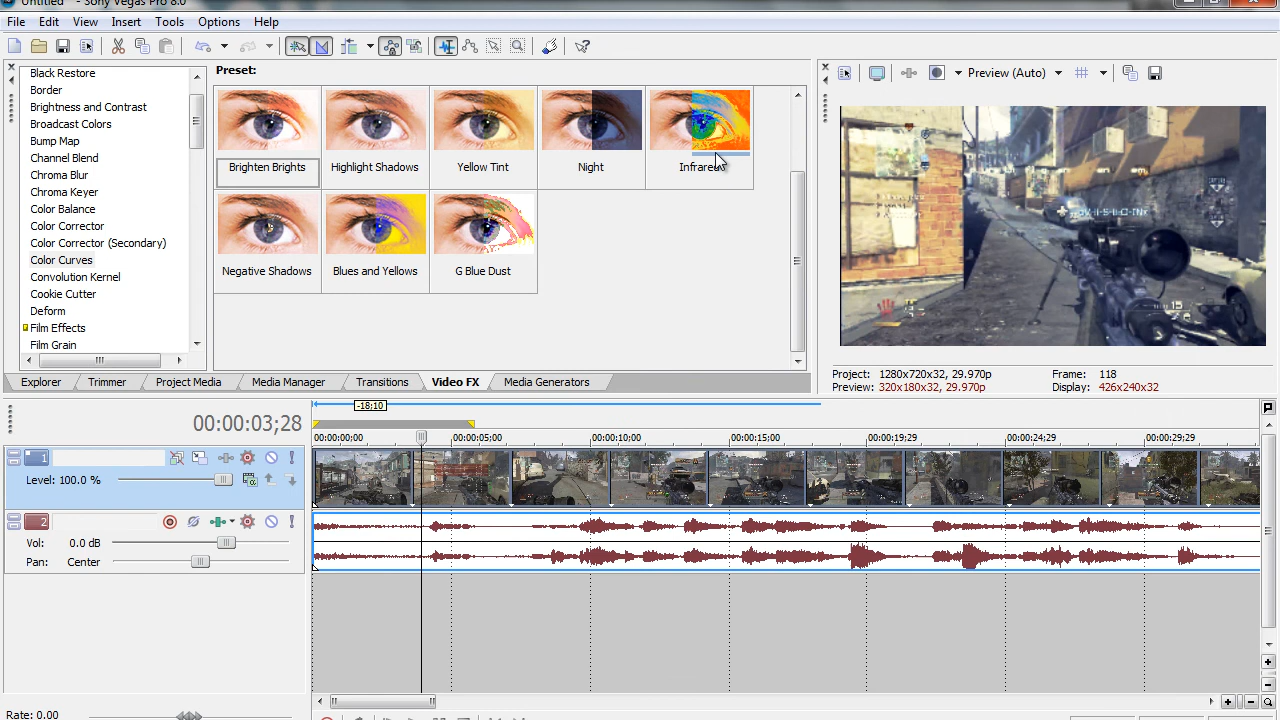 Untitled * - Sony Vegas Pro 8.0
File Edit View Insert Tools Options Help
Preset:
Preview (Auto)
Black Restore
Border
Brightness and Contrast
Broadcast Colors
Bump Map
Channel Blend
Chroma Blur
Chroma Keyer
Color Balance
Color Corrector
Color Corrector (Secondary)
Color Curves
Convolution Kernel
Cookie Cutter
Deform
Film Effects
Film Grain
Brighten Brights
Highlight Shadows
Yellow Tint
Night
Infrared
Negative Shadows
Blues and Yellows
G Blue Dust
Explorer Trimmer Project Media Media Manager Transitions Video FX Media Generators
Project: 1280x720x32, 29.970p Frame: 118
Preview: 320x180x32, 29.970p Display: 426x240x32
00:00:03;28
-18;10
00:00:00;00 00:00:05;00 00:00:10;00 00:00:15;00 00:00:19;29 00:00:24;29 00:00:29;29
1
Level: 100.0 %
2
Vol: 0.0 dB
Pan: Center
Rate: 0.00